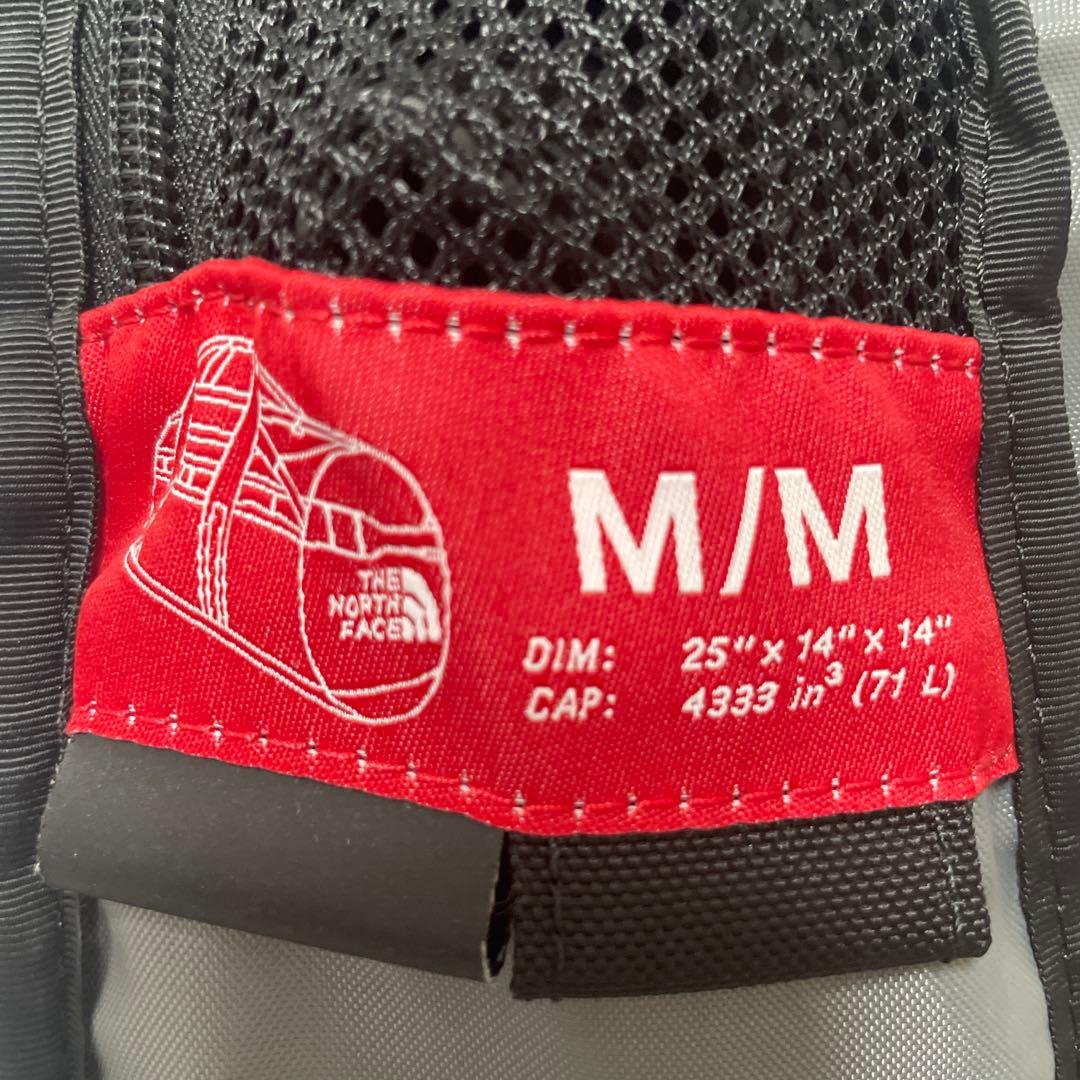 THE
NORTH
FACE
M/M
DIM: 25" x 14" x 14"
CAP: 4333 in³ (71 L)